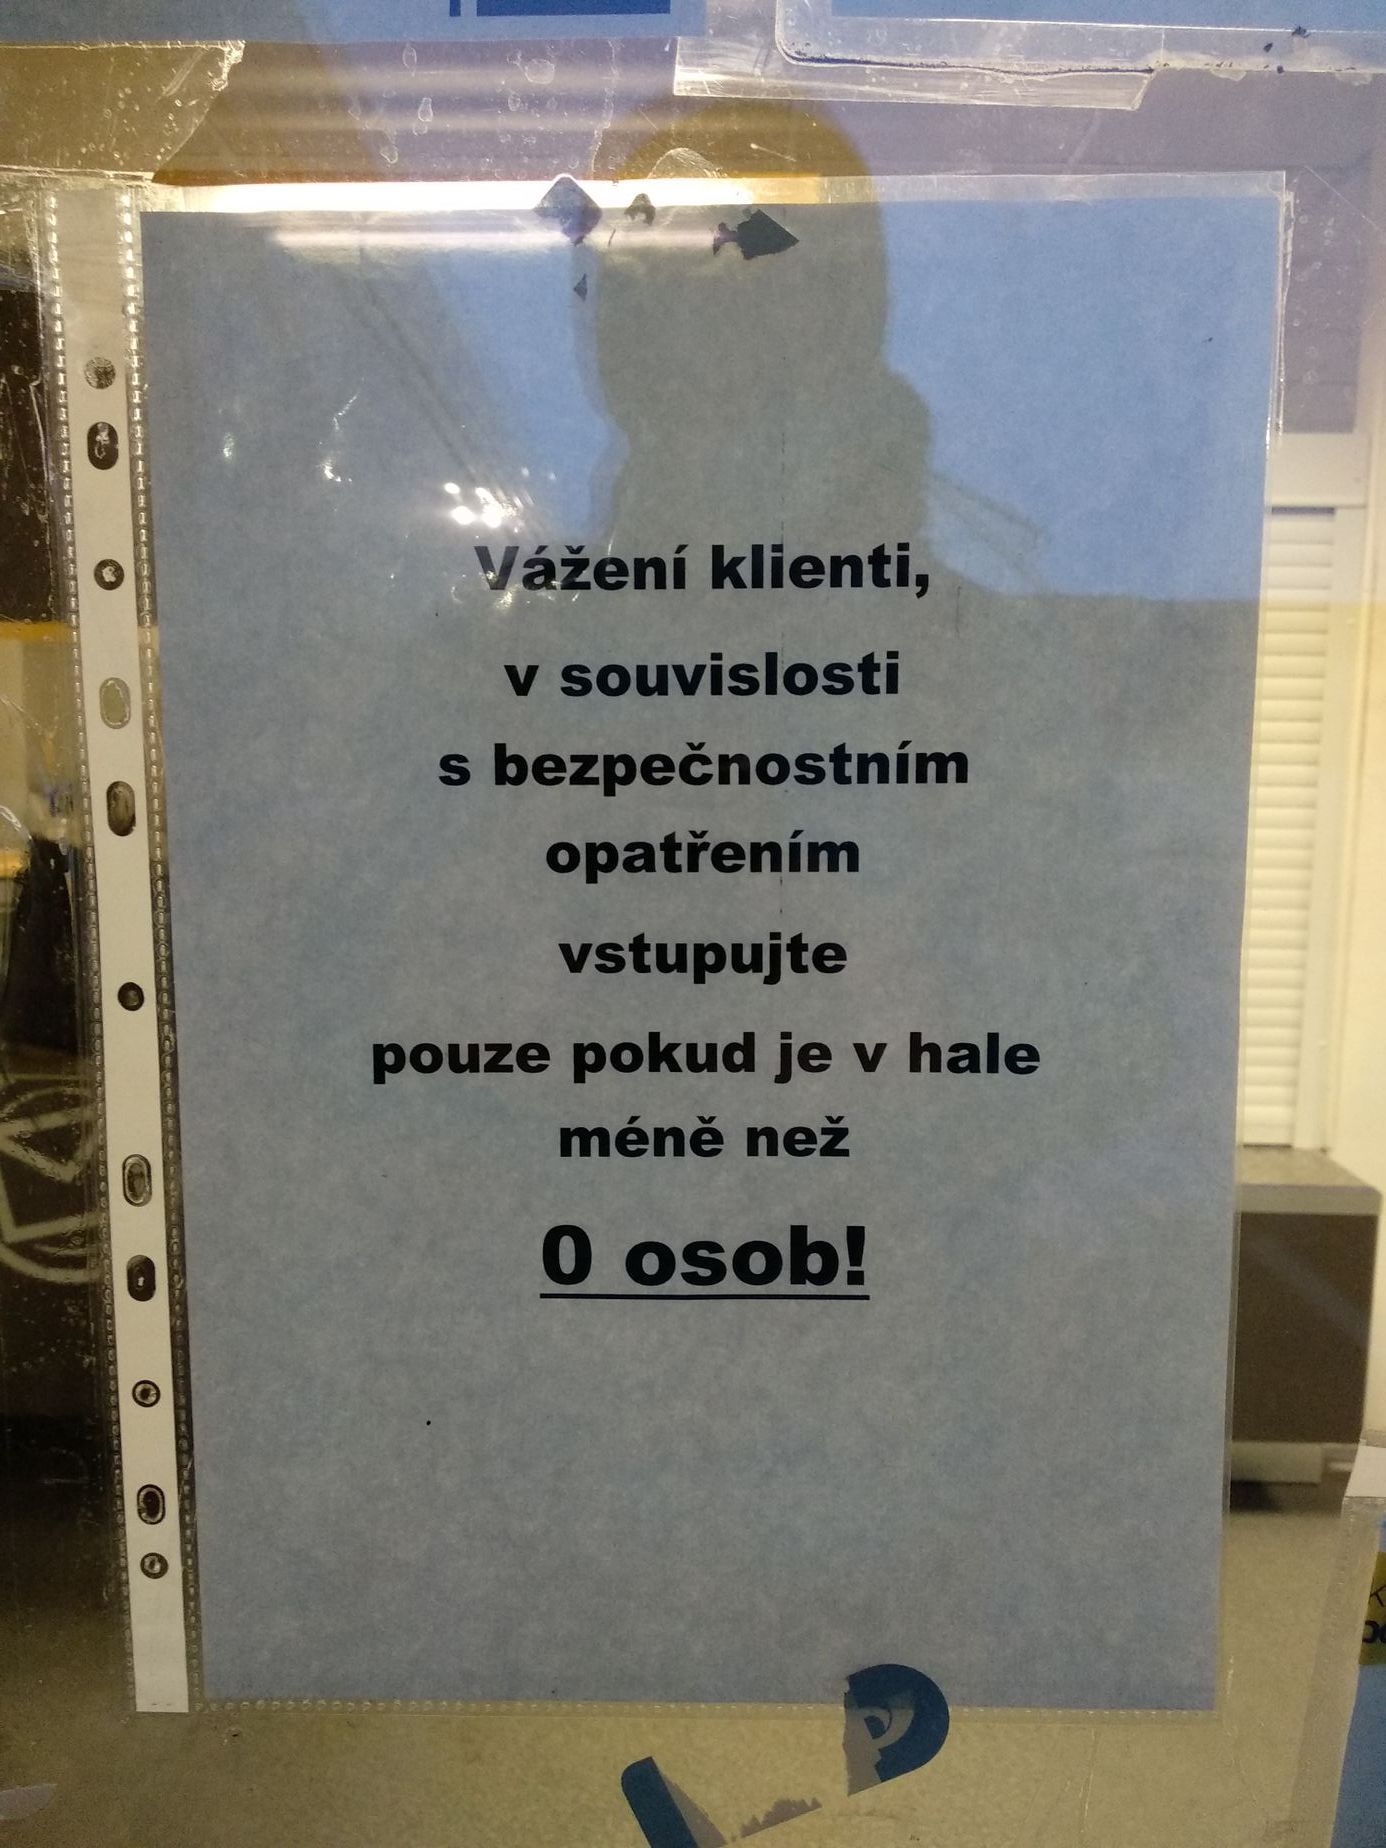 Vážení klienti,
v souvislosti
s bezpečnostním
opatřením
vstupujte
pouze pokud je v hale
méně než
0 osob!